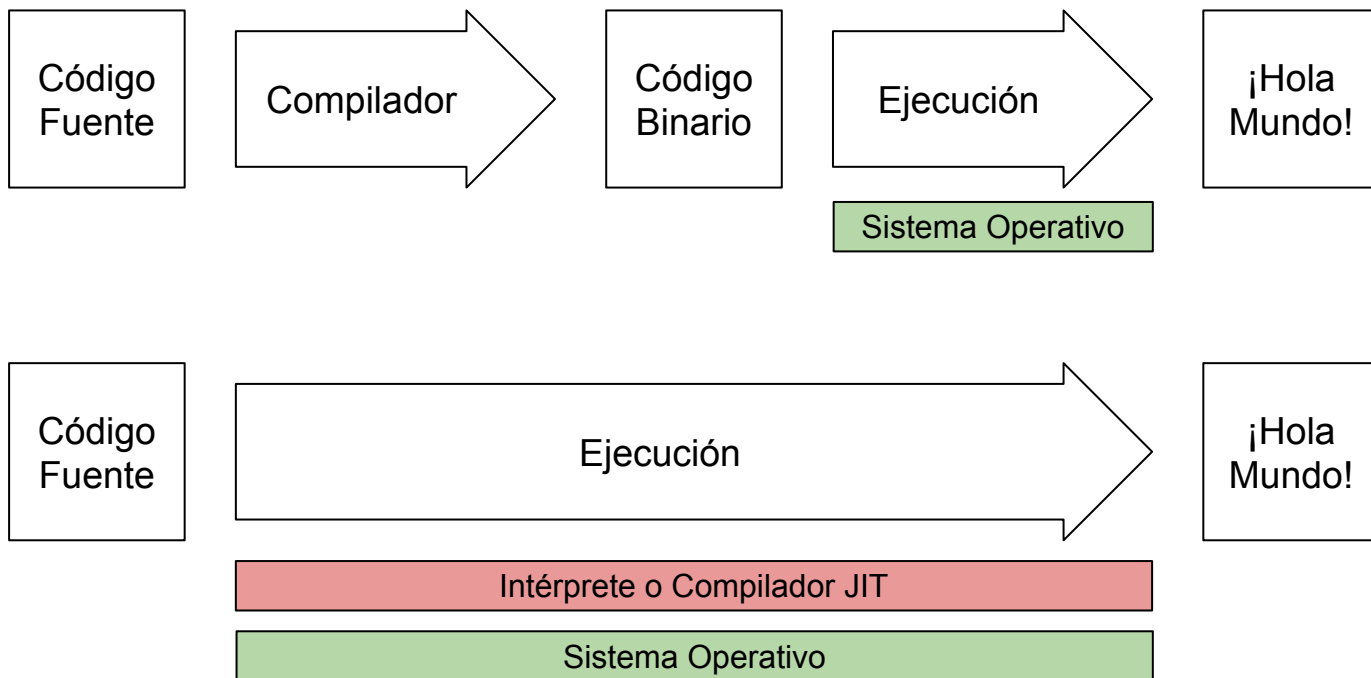 Código
Fuente
Compilador
Código
Binario
Ejecución
¡Hola
Mundo!
Sistema Operativo
Código
Fuente
Ejecución
¡Hola
Mundo!
Intérprete o Compilador JIT
Sistema Operativo